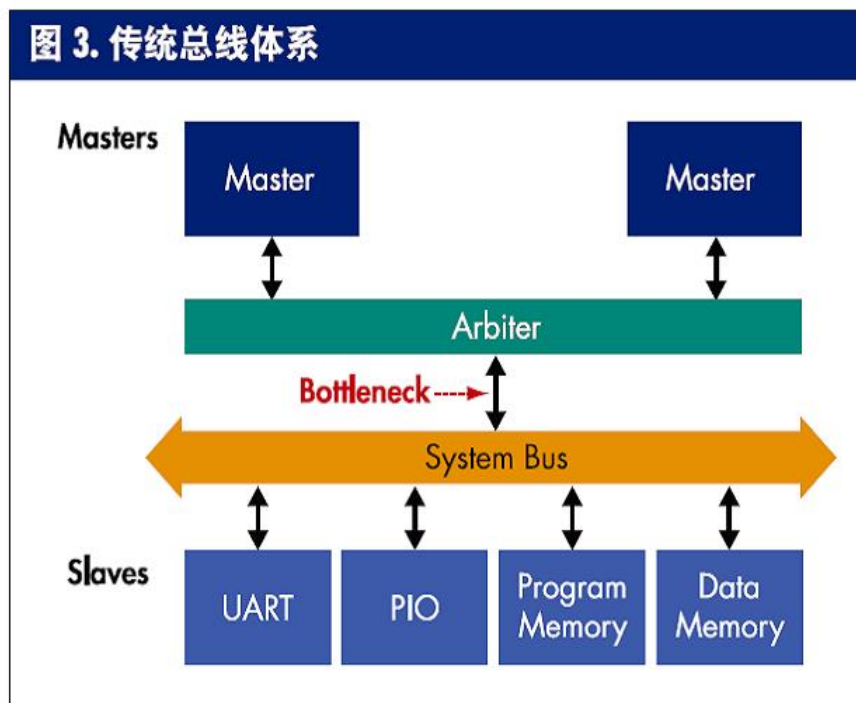 图 3. 传统总线体系
Masters
Master
Master
Arbiter
Bottleneck
System Bus
Slaves
UART
PIO
Program
Memory
Data
Memory